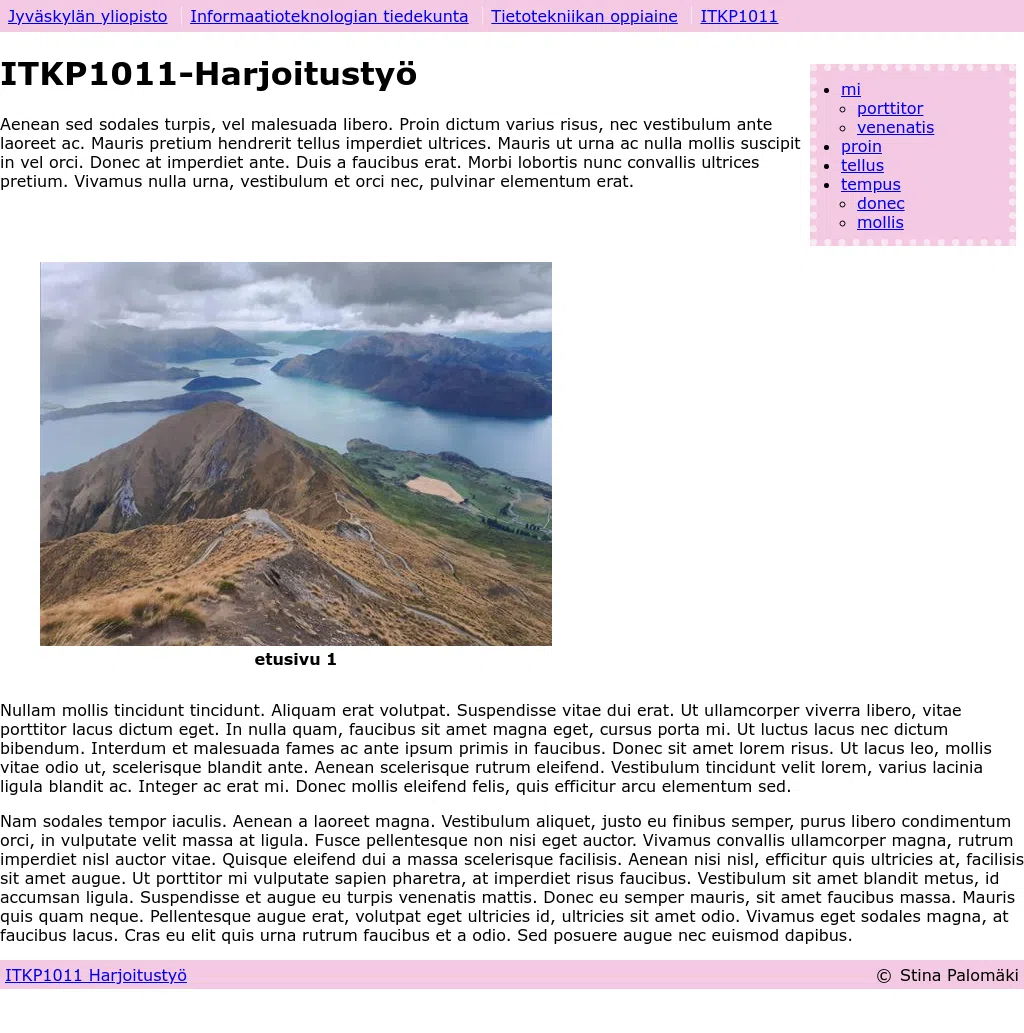 Jyväskylän yliopisto Informaatioteknologian tiedekunta Tietotekniikan oppiaine ITKP1011
ITKP1011-Harjoitustyö
mi
porttitor
venenatis
proin
tellus
tempus
donec
mollis
Aenean sed sodales turpis, vel malesuada libero. Proin dictum varius risus, nec vestibulum ante
laoreet ac. Mauris pretium hendrerit tellus imperdiet ultrices. Mauris ut urna ac nulla mollis suscipit
in vel orci. Donec at imperdiet ante. Duis a faucibus erat. Morbi lobortis nunc convallis ultrices
pretium. Vivamus nulla urna, vestibulum et orci nec, pulvinar elementum erat.
etusivu 1
Nullam mollis tincidunt tincidunt. Aliquam erat volutpat. Suspendisse vitae dui erat. Ut ullamcorper viverra libero, vitae
porttitor lacus dictum eget. In nulla quam, faucibus sit amet magna eget, cursus porta mi. Ut luctus lacus nec dictum
bibendum. Interdum et malesuada fames ac ante ipsum primis in faucibus. Donec sit amet lorem risus. Ut lacus leo, mollis
vitae odio ut, scelerisque blandit ante. Aenean scelerisque rutrum eleifend. Vestibulum tincidunt velit lorem, varius lacinia
ligula blandit ac. Integer ac erat mi. Donec mollis eleifend felis, quis efficitur arcu elementum sed.
Nam sodales tempor iaculis. Aenean a laoreet magna. Vestibulum aliquet, justo eu finibus semper, purus libero condimentum
orci, in vulputate velit massa at ligula. Fusce pellentesque non nisi eget auctor. Vivamus convallis ullamcorper magna, rutrum
imperdiet nisl auctor vitae. Quisque eleifend dui a massa scelerisque facilisis. Aenean nisi nisl, efficitur quis ultricies at, facilisis
sit amet augue. Ut porttitor mi vulputate sapien pharetra, at imperdiet risus faucibus. Vestibulum sit amet blandit metus, id
accumsan ligula. Suspendisse et augue eu turpis venenatis mattis. Donec eu semper mauris, sit amet faucibus massa. Mauris
quis quam neque. Pellentesque augue erat, volutpat eget ultricies id, ultricies sit amet odio. Vivamus eget sodales magna, at
faucibus lacus. Cras eu elit quis urna rutrum faucibus et a odio. Sed posuere augue nec euismod dapibus.
ITKP1011 Harjoitustyö © Stina Palomäki